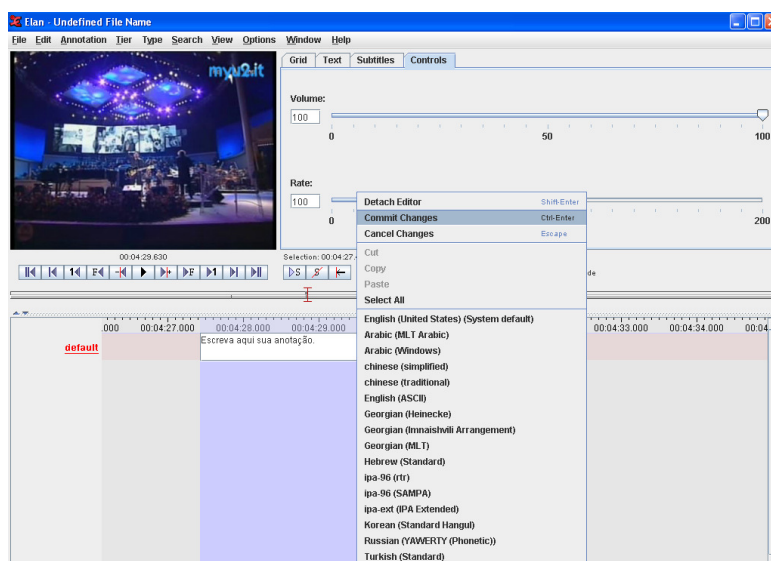 Elan - Undefined File Name
File Edit Annotation Tier Type Search View Options Window Help
myu2.it
Grid Text Subtitles Controls
Volume:
100
0 50 100
Rate:
100
0 200
00:04:29.630
Selection: 00:04:27.
Detach Editor Shift-Enter
Commit Changes Ctrl-Enter
Cancel Changes Escape
Cut
Copy
Paste
Select All
English (United States) (System default)
Arabic (MLT Arabic)
Arabic (Windows)
chinese (simplified)
chinese (traditional)
English (ASCII)
Georgian (Heinecke)
Georgian (Imnaishvili Arrangement)
Georgian (MLT)
Hebrew (Standard)
ipa-96 (rtr)
ipa-96 (SAMPA)
ipa-ext (IPA Extended)
Korean (Standard Hangul)
Russian (YAWERTY (Phonetic))
Turkish (Standard)
1 F F 1
S S
de
.000 00:04:27.000 00:04:28.000 00:04:29.000 00:04:33.000 00:04:34.000 00:04
default
Escreva aqui sua anotação.